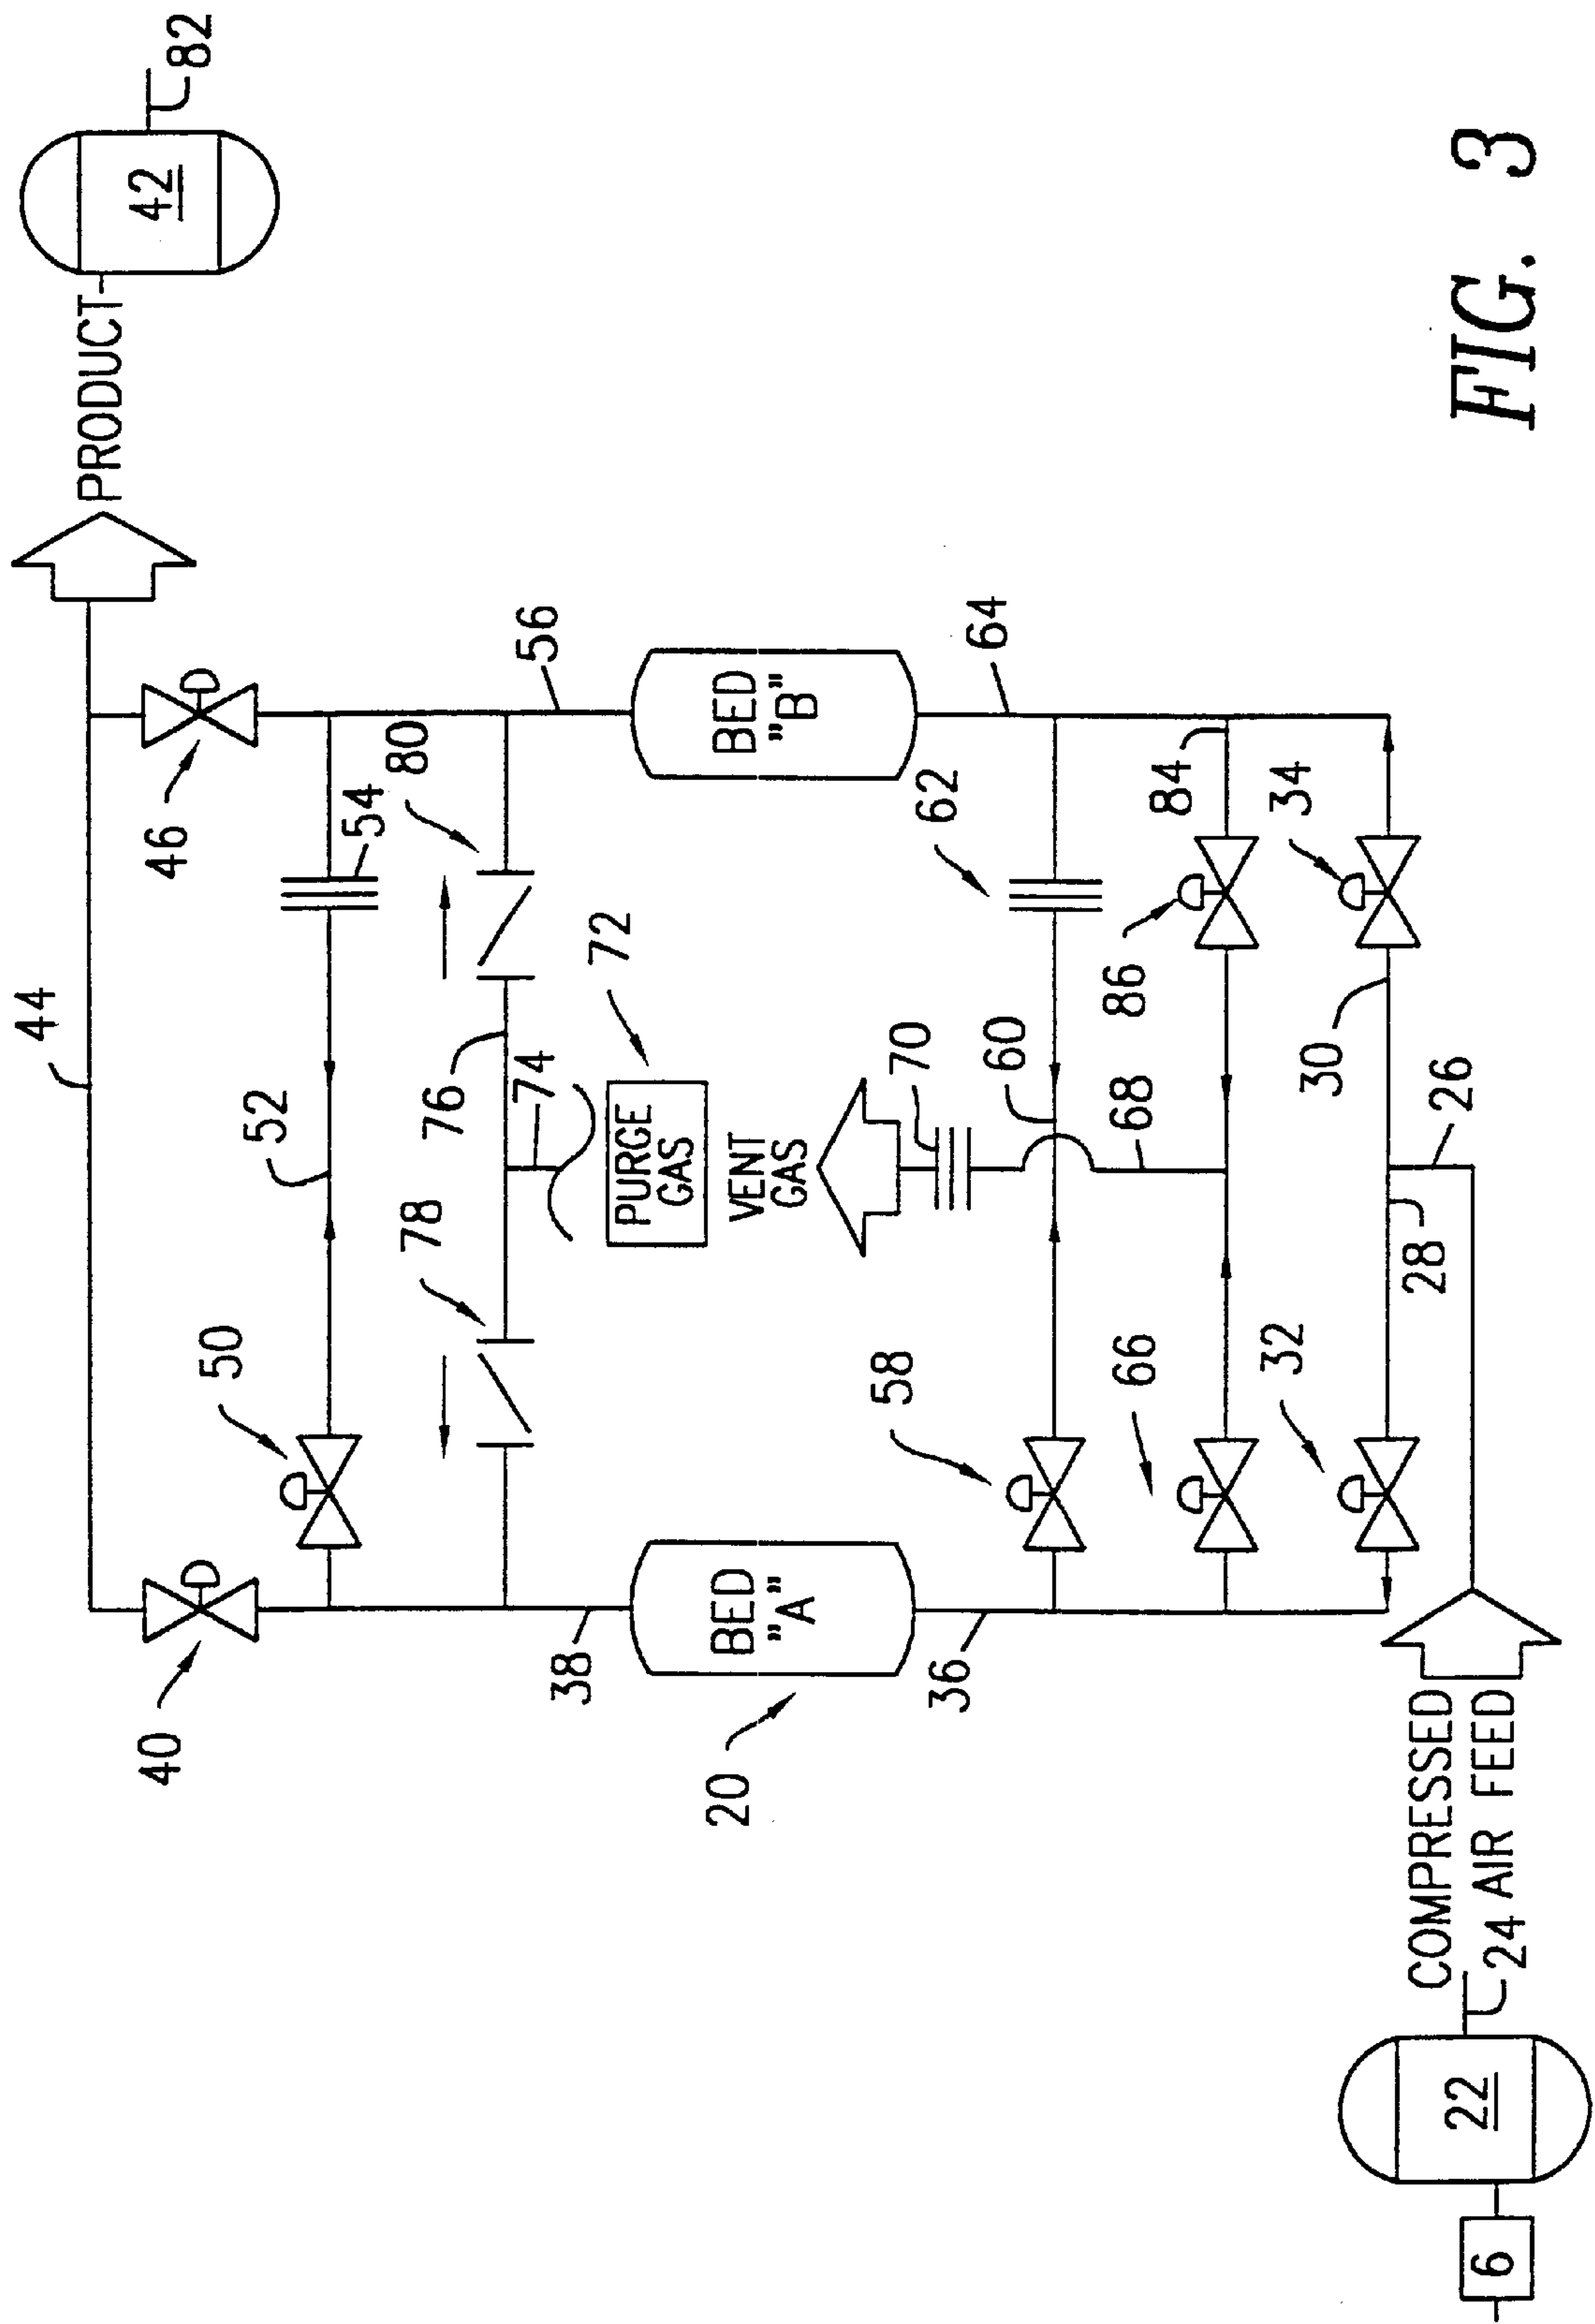 82
42
PRODUCT
44
46
54
52
50
40
56
80
72
76
74
78
PURGE
GAS
VENT
GAS
38
BED
"B"
BED
"A"
20
64
62
70
60
68
58
36
84
34
86
30
26
28
66
32
COMPRESSED
24 AIR FEED
22
6
FIG. 3